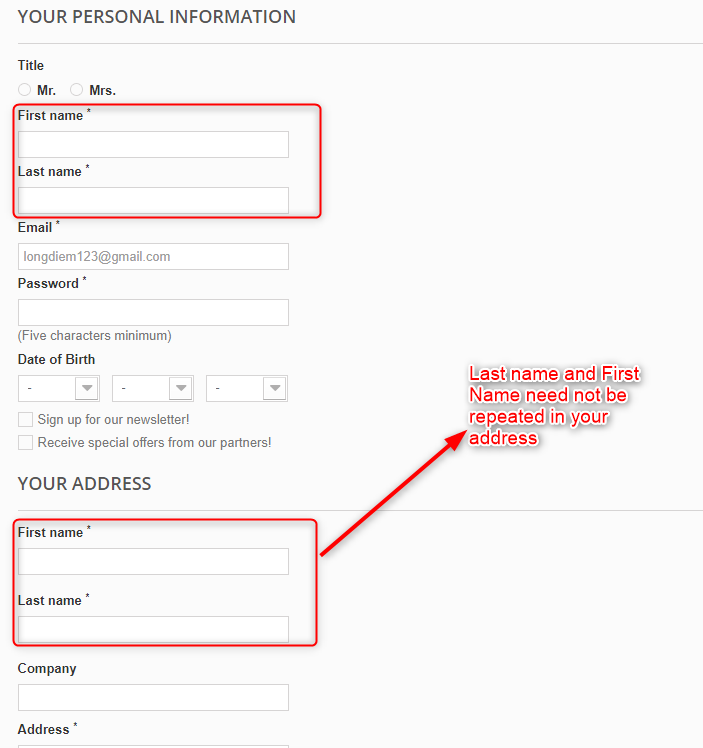 YOUR PERSONAL INFORMATION
Title
Mr. Mrs.
First name *
Last name *
Email *
longdiem123@gmail.com
Password *
(Five characters minimum)
Date of Birth
- - -
Sign up for our newsletter!
Receive special offers from our partners!
Last name and First
Name need not be
repeated in your
address
YOUR ADDRESS
First name *
Last name *
Company
Address *